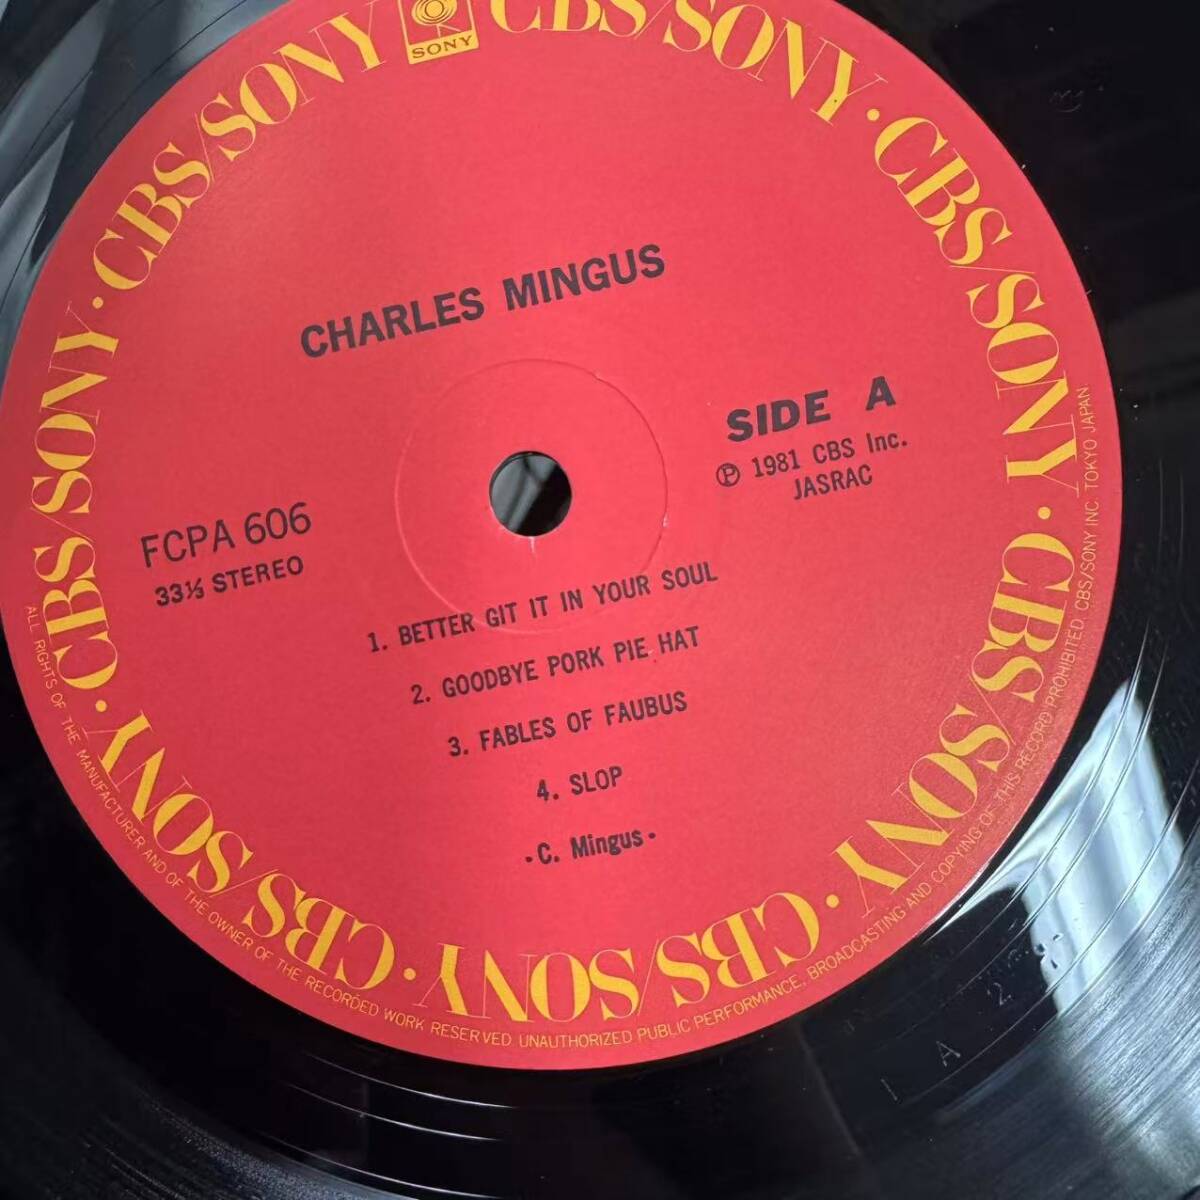 CBS/SONY · CBS/SONY · CBS/SONY · CBS/SONY · CBS/SONY · CBS/SONY · CBS/SONY · CBS/SONY
SONY
CHARLES MINGUS
SIDE A
Ⓟ 1981 CBS Inc.
JASRAC
FCPA 606
33⅓ STEREO
1. BETTER GIT IT IN YOUR SOUL
2. GOODBYE PORK PIE HAT
3. FABLES OF FAUBUS
4. SLOP
· C. Mingus ·
ALL RIGHTS OF THE MANUFACTURER AND OF THE OWNER OF THE RECORDED WORK RESERVED. UNAUTHORIZED PUBLIC PERFORMANCE, BROADCASTING AND COPYING OF THIS RECORD PROHIBITED. CBS/SONY INC. TOKYO JAPAN
1 A 2